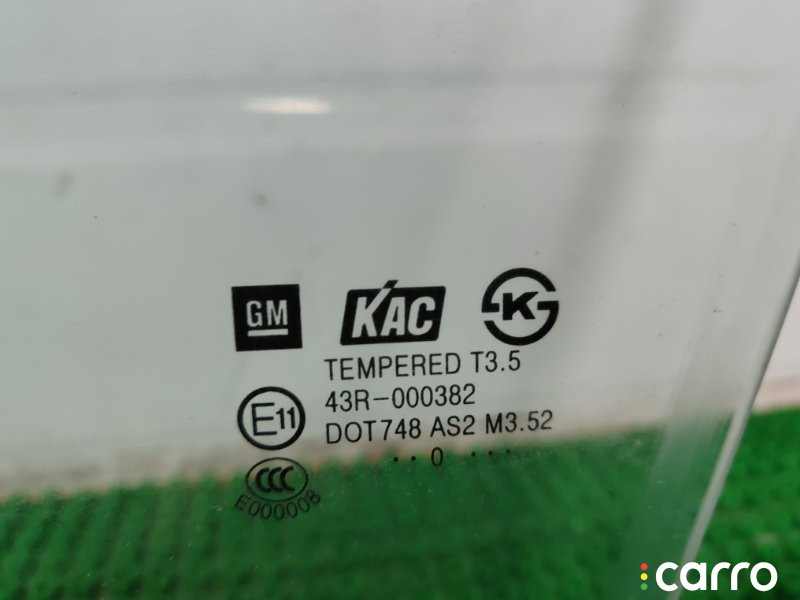 GM KAC K
TEMPERED T3.5
E11 43R-000382
DOT748 AS2 M3.52
·· 0 ···
CCC
E000008
carro